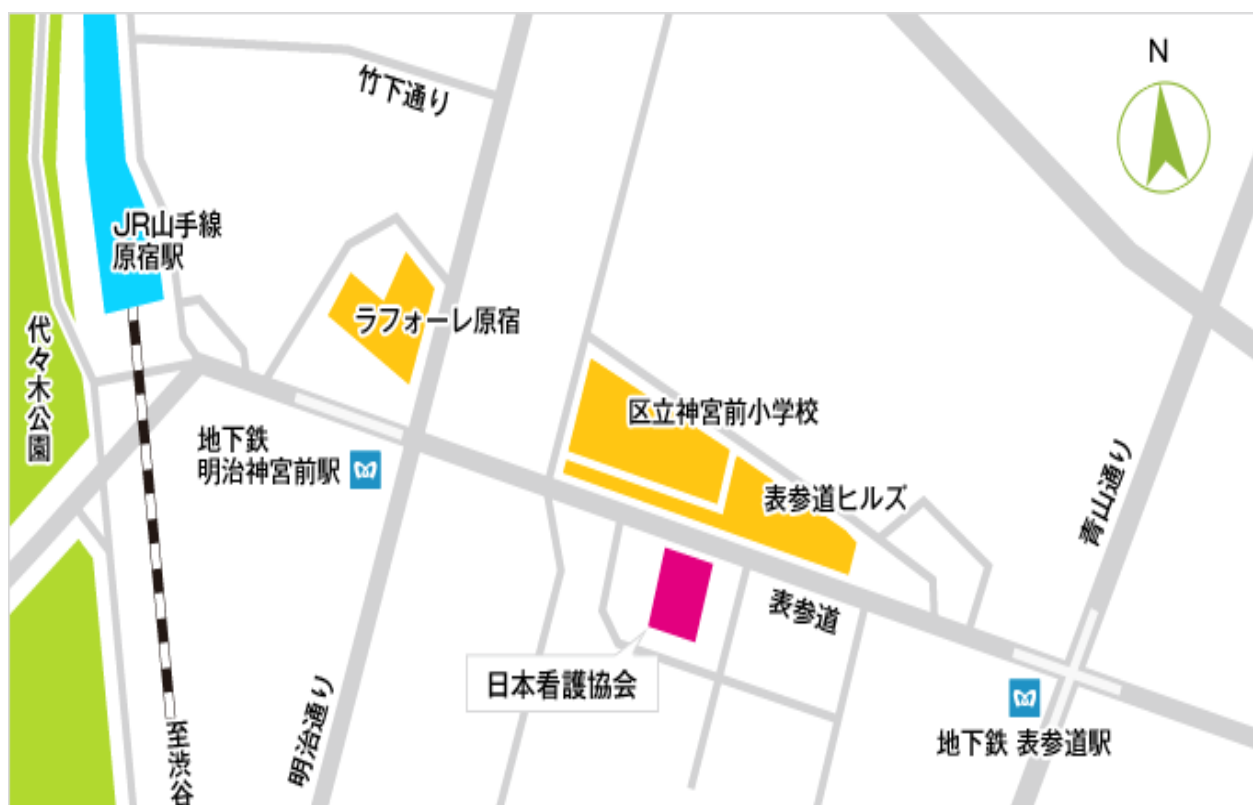 N
竹下通り
JR山手線
原宿駅
ラフォーレ原宿
代々木公園
区立神宮前小学校
地下鉄
明治神宮前駅
表参道ヒルズ
青山通り
表参道
日本看護協会
明治通り
至渋谷
地下鉄 表参道駅